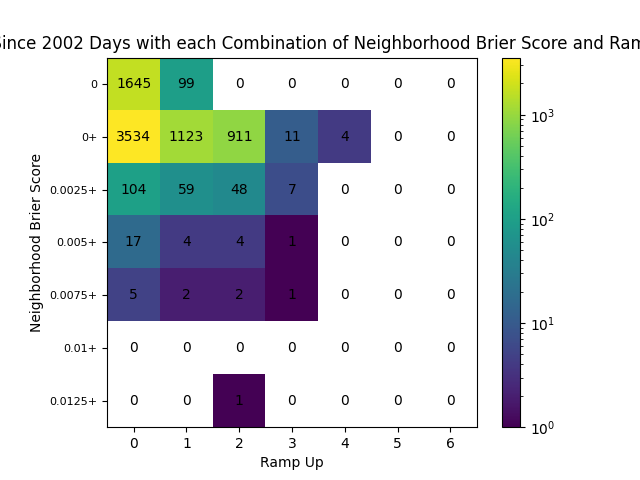 Since 2002 Days with each Combination of Neighborhood Brier Score and
0 1645 99 0 0 0 0 0
0+ 3534 1123 911 11 4 0 0
0.0025+ 104 59 48 7 0 0 0
0.005+ 17 4 4 1 0 0 0
0.0075+ 5 2 2 1 0 0 0
0.01+ 0 0 0 0 0 0 0
0.0125+ 0 0 1 0 0 0 0
0 1 2 3 4 5 6
Ramp Up
Neighborhood Brier Score
10³
10²
10¹
10⁰